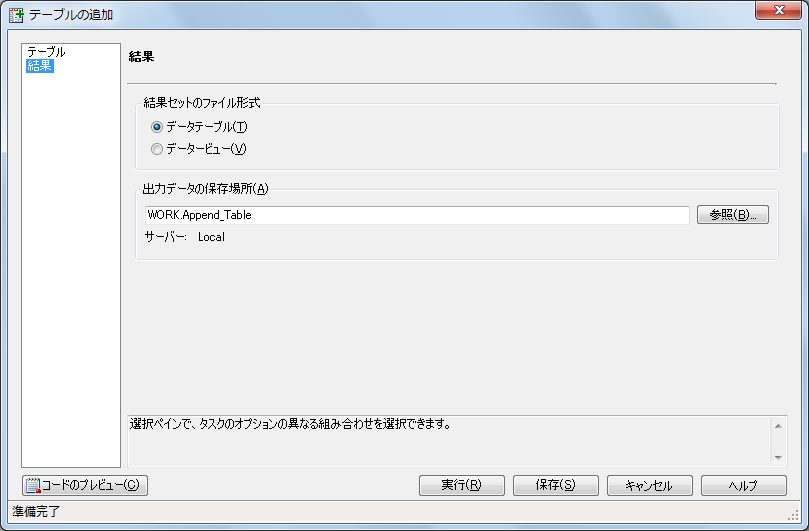 テーブルの追加
テーブル
結果
結果
結果セットのファイル形式
データテーブル(T)
データービュー(V)
出力データの保存場所(A)
WORK.Append_Table
参照(B)...
サーバー: Local
選択ペインで、タスクのオプションの異なる組み合わせを選択できます。
コードのプレビュー(C)
実行(R)
保存(S)
キャンセル
ヘルプ
準備完了